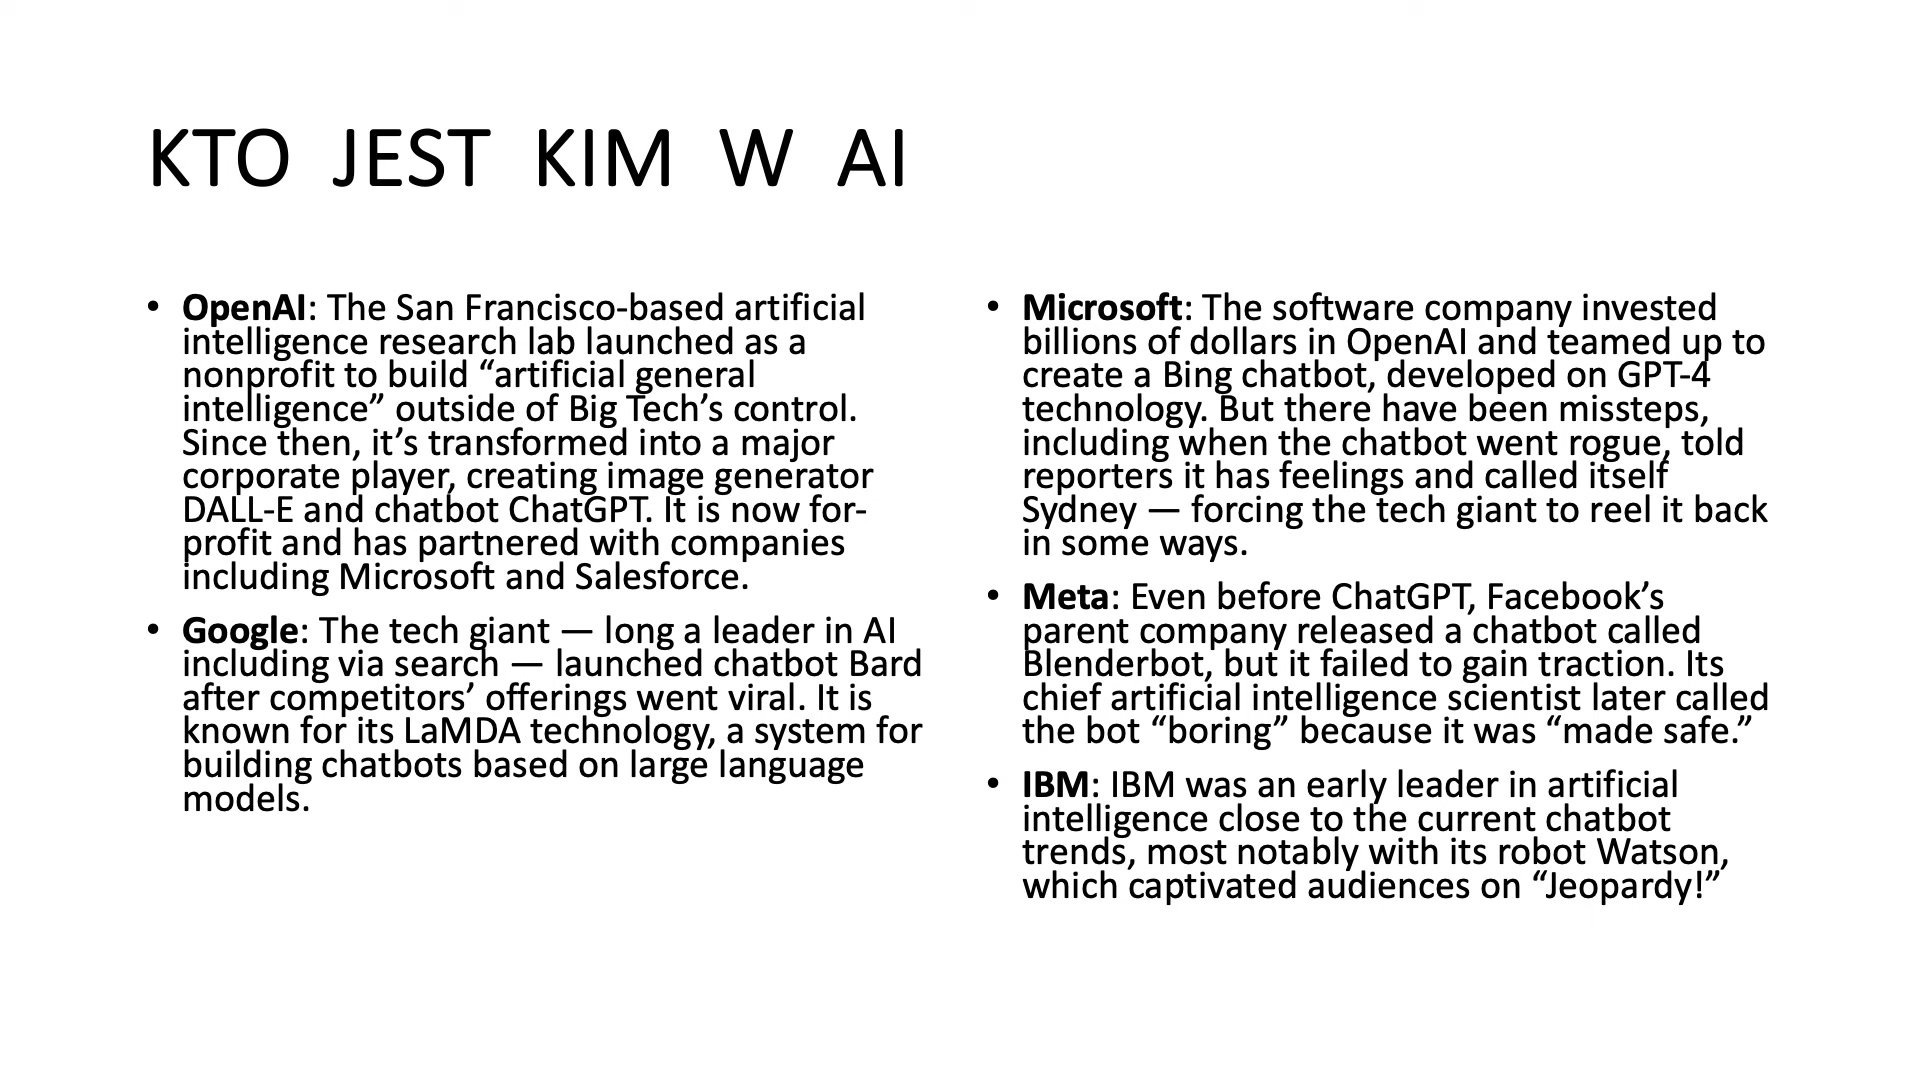 KTO JEST KIM W AI
• OpenAI: The San Francisco-based artificial
intelligence research lab launched as a
nonprofit to build “artificial general
intelligence” outside of Big Tech’s control.
Since then, it’s transformed into a major
corporate player, creating image generator
DALL-E and chatbot ChatGPT. It is now for-
profit and has partnered with companies
including Microsoft and Salesforce.
• Google: The tech giant — long a leader in AI
including via search — launched chatbot Bard
after competitors’ offerings went viral. It is
known for its LaMDA technology, a system for
building chatbots based on large language
models.
• Microsoft: The software company invested
billions of dollars in OpenAI and teamed up to
create a Bing chatbot, developed on GPT-4
technology. But there have been missteps,
including when the chatbot went rogue, told
reporters it has feelings and called itself
Sydney — forcing the tech giant to reel it back
in some ways.
• Meta: Even before ChatGPT, Facebook’s
parent company released a chatbot called
Blenderbot, but it failed to gain traction. Its
chief artificial intelligence scientist later called
the bot “boring” because it was “made safe.”
• IBM: IBM was an early leader in artificial
intelligence close to the current chatbot
trends, most notably with its robot Watson,
which captivated audiences on “Jeopardy!”